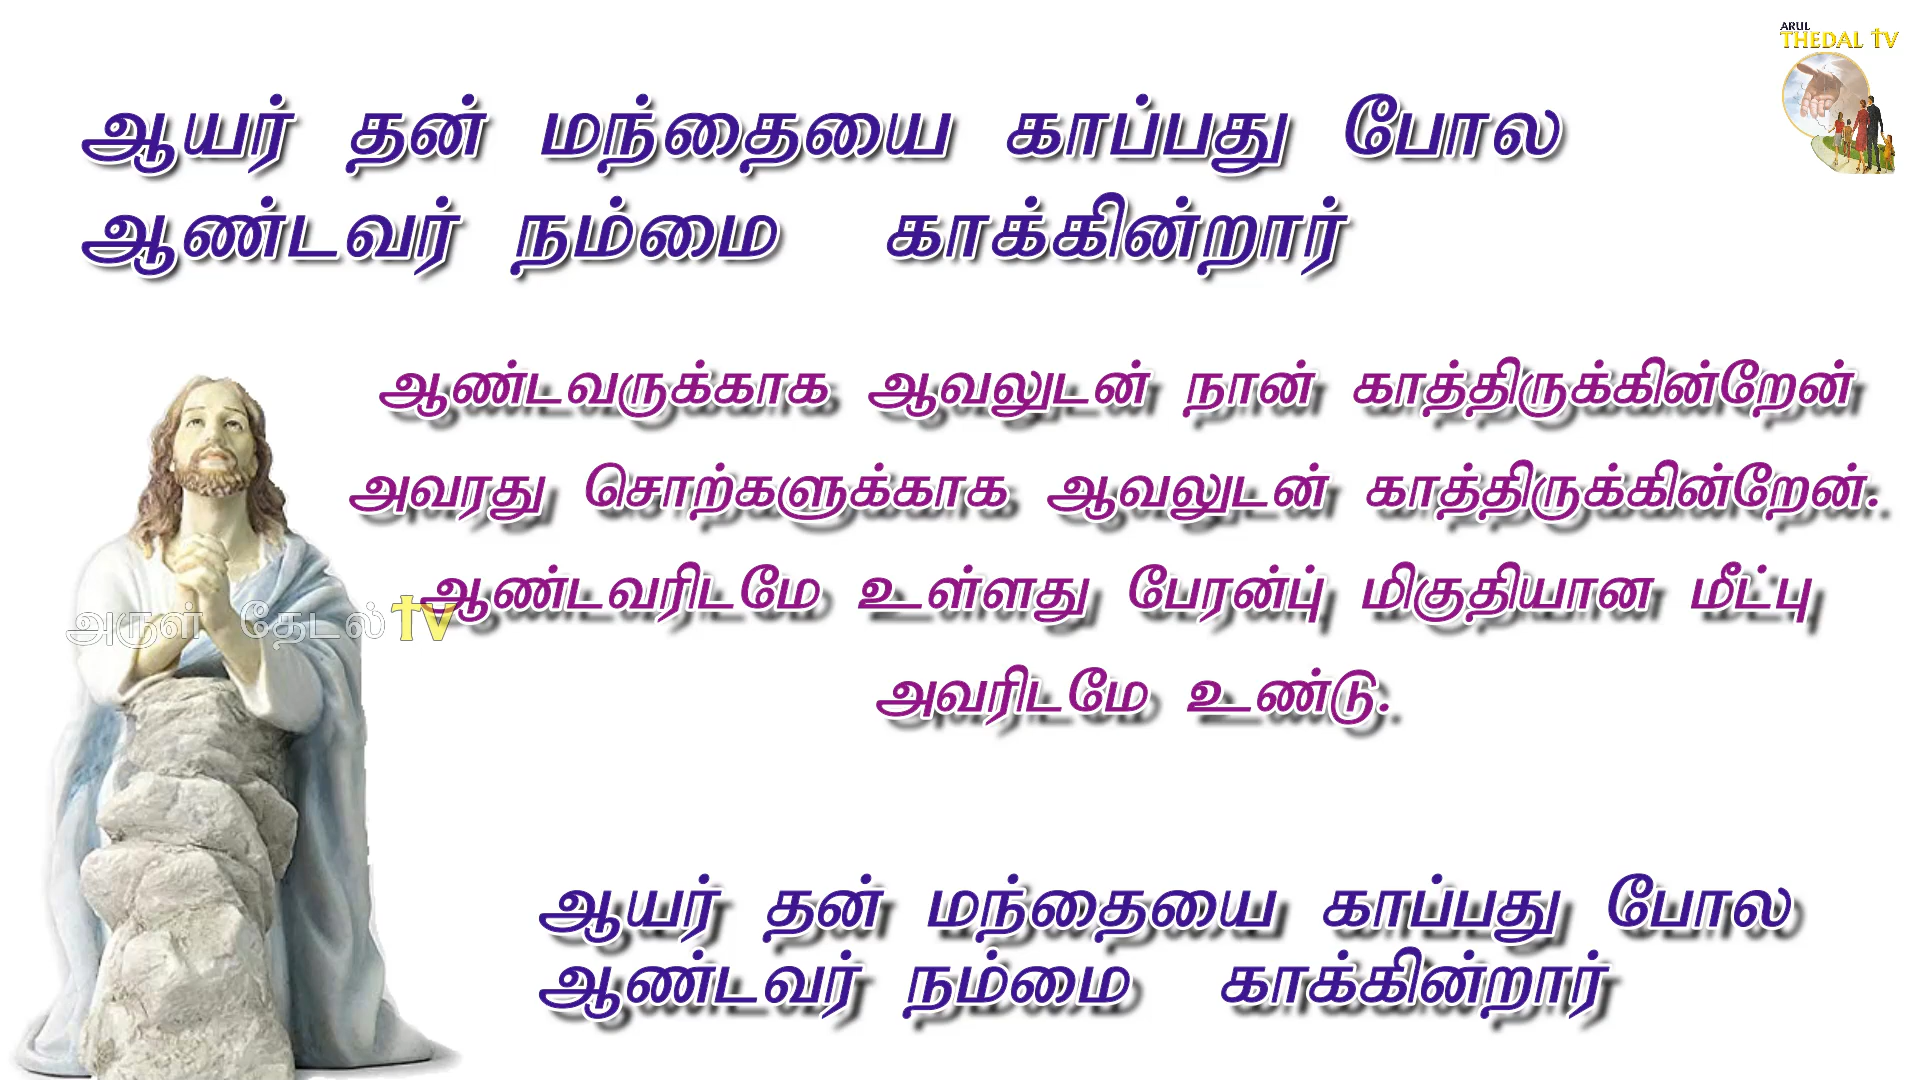 ARUL
THEDAL TV
ஆயர் தன் மந்தையை காப்பது போல
ஆண்டவர் நம்மை காக்கின்றார்
ஆண்டவருக்காக ஆவலுடன் நான் காத்திருக்கின்றேன்
அவரது சொற்களுக்காக ஆவலுடன் காத்திருக்கின்றேன்.
ஆண்டவரிடமே உள்ளது பேரன்பு மிகுதியான மீட்பு
அருள் தேடல் TV
அவரிடமே உண்டு.
ஆயர் தன் மந்தையை காப்பது போல
ஆண்டவர் நம்மை காக்கின்றார்